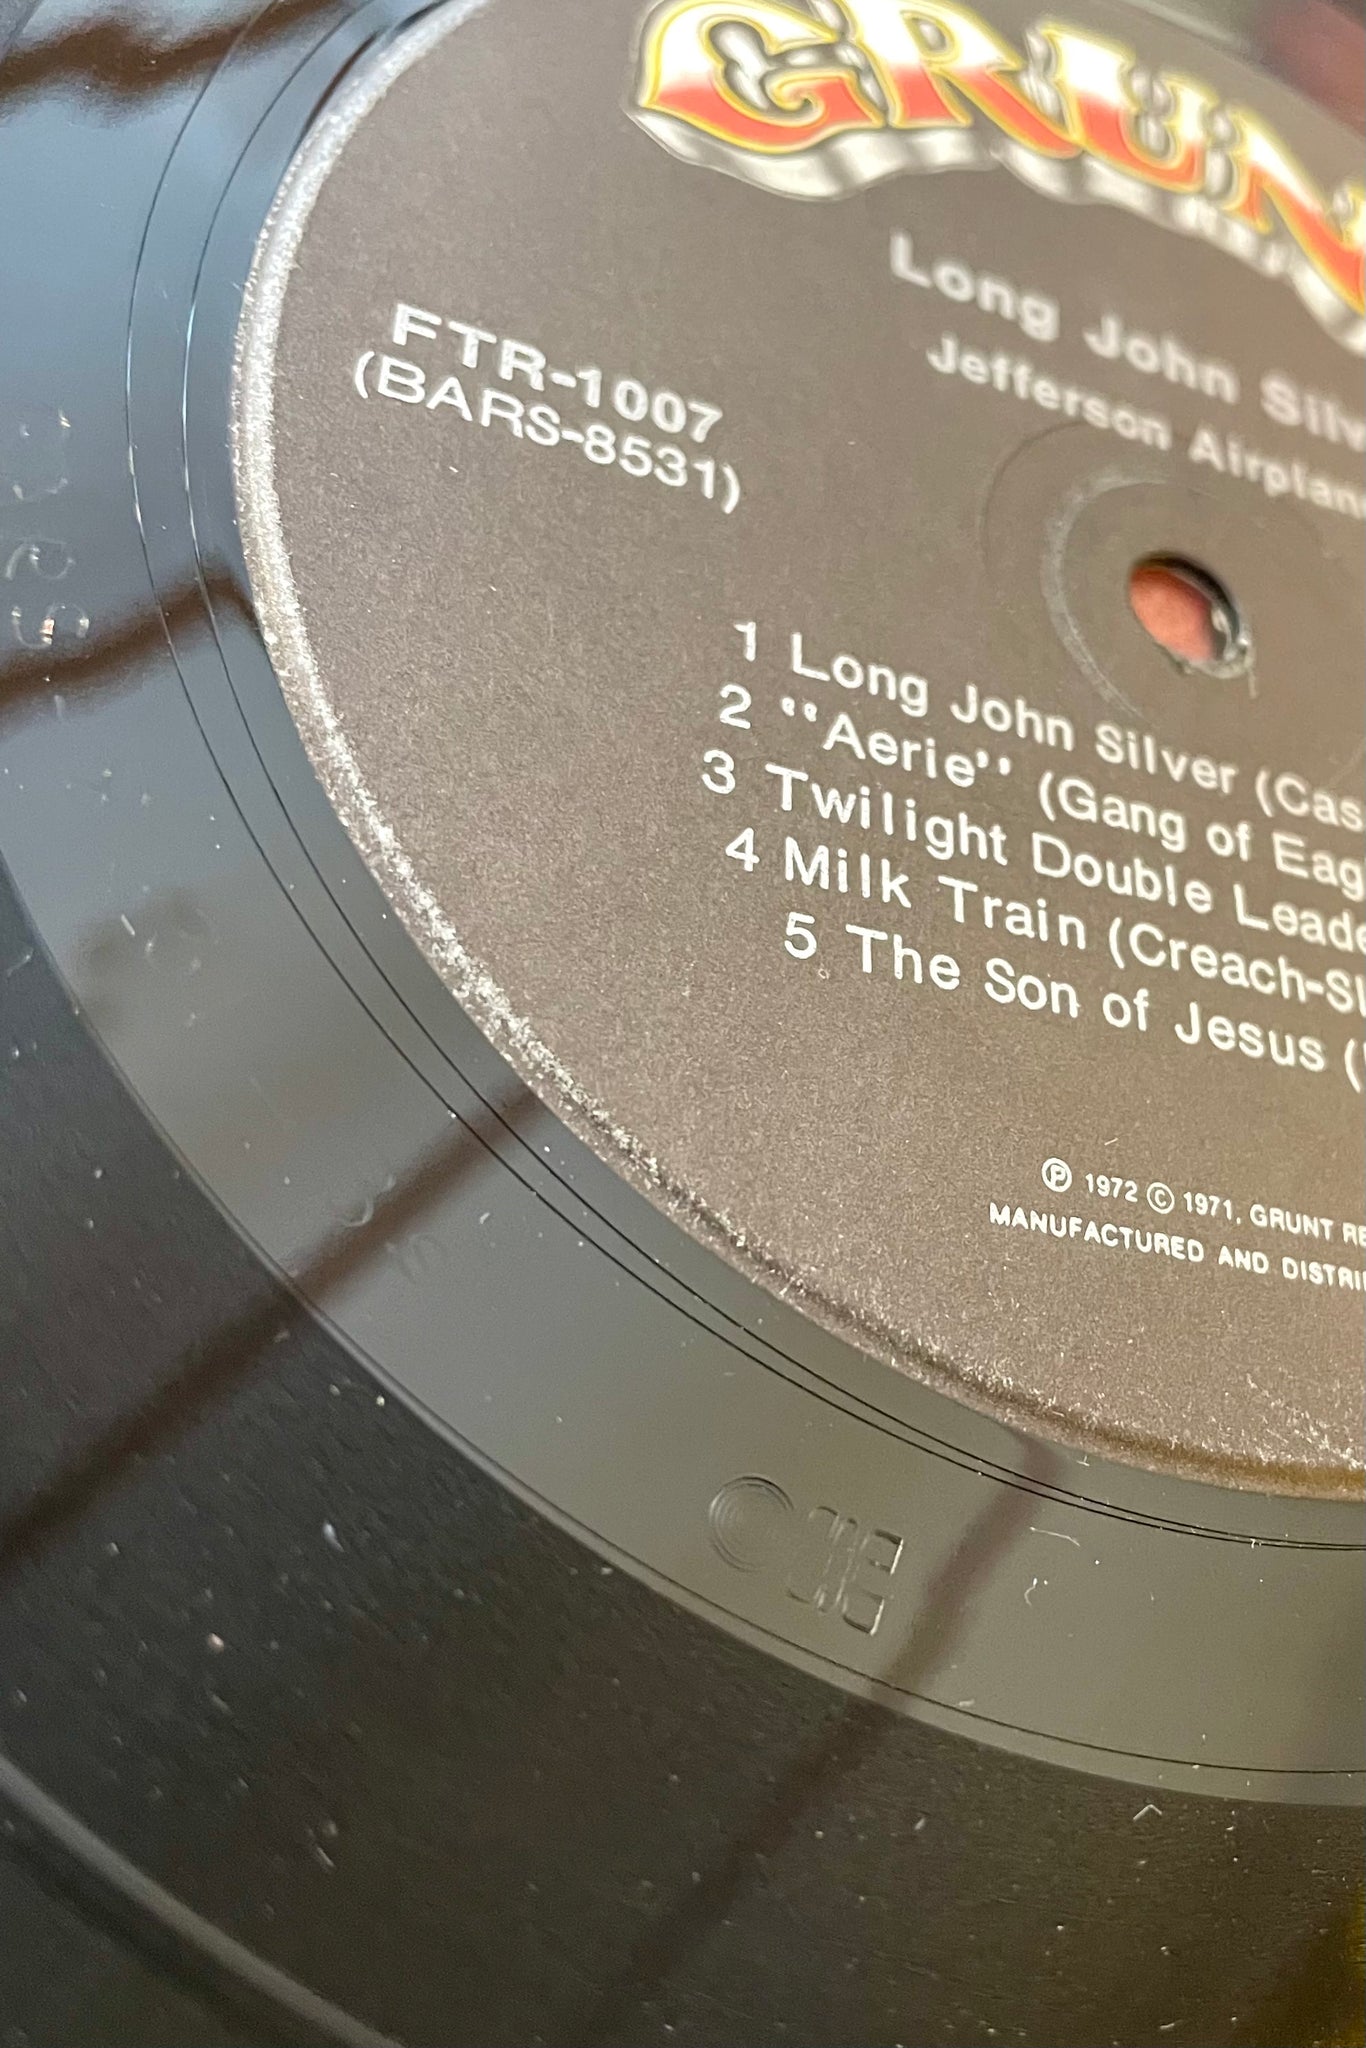 GRUN
Long John Silv
Jefferson Airplan
FTR-1007
(BARS-8531)
1 Long John Silver (Cas
2 "Aerie" (Gang of Eag
3 Twilight Double Leade
4 Milk Train (Creach-Sl
5 The Son of Jesus (
Ⓟ 1972 Ⓒ 1971, GRUNT RE
MANUFACTURED AND DISTRI